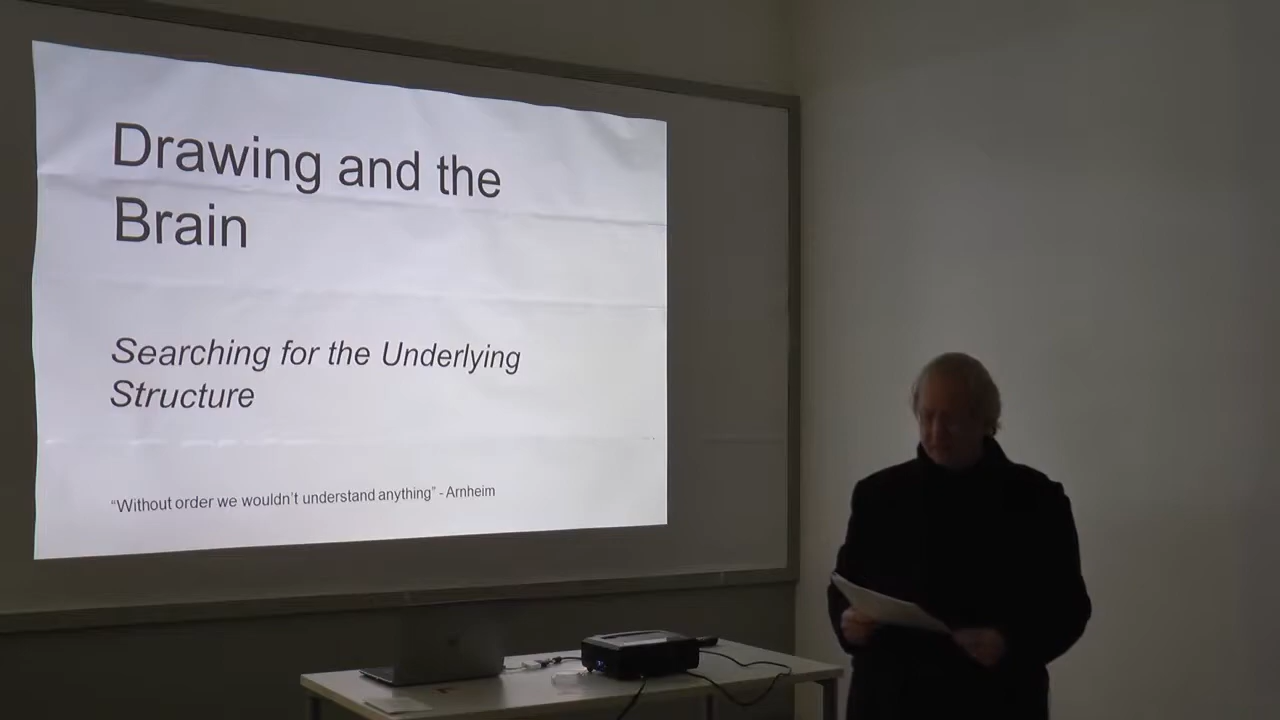 Drawing and the
Brain
Searching for the Underlying
Structure
“Without order we wouldn’t understand anything” - Arnheim